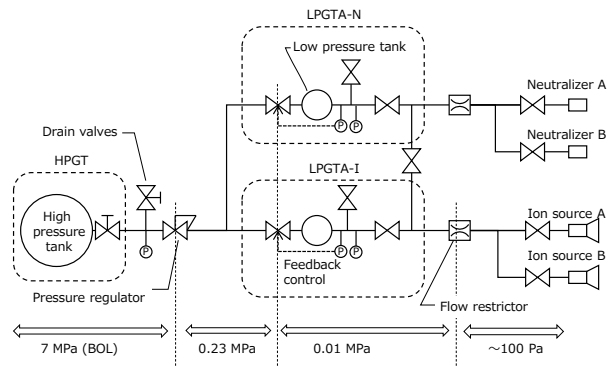 LPGTA-N
Low pressure tank
Neutralizer A
Drain valves
Neutralizer B
P P
HPGT
LPGTA-I
High
pressure
tank
Ion source A
P
P P
Feedback
control
Ion source B
Pressure regulator
Flow restrictor
7 MPa (BOL)
0.23 MPa
0.01 MPa
～100 Pa